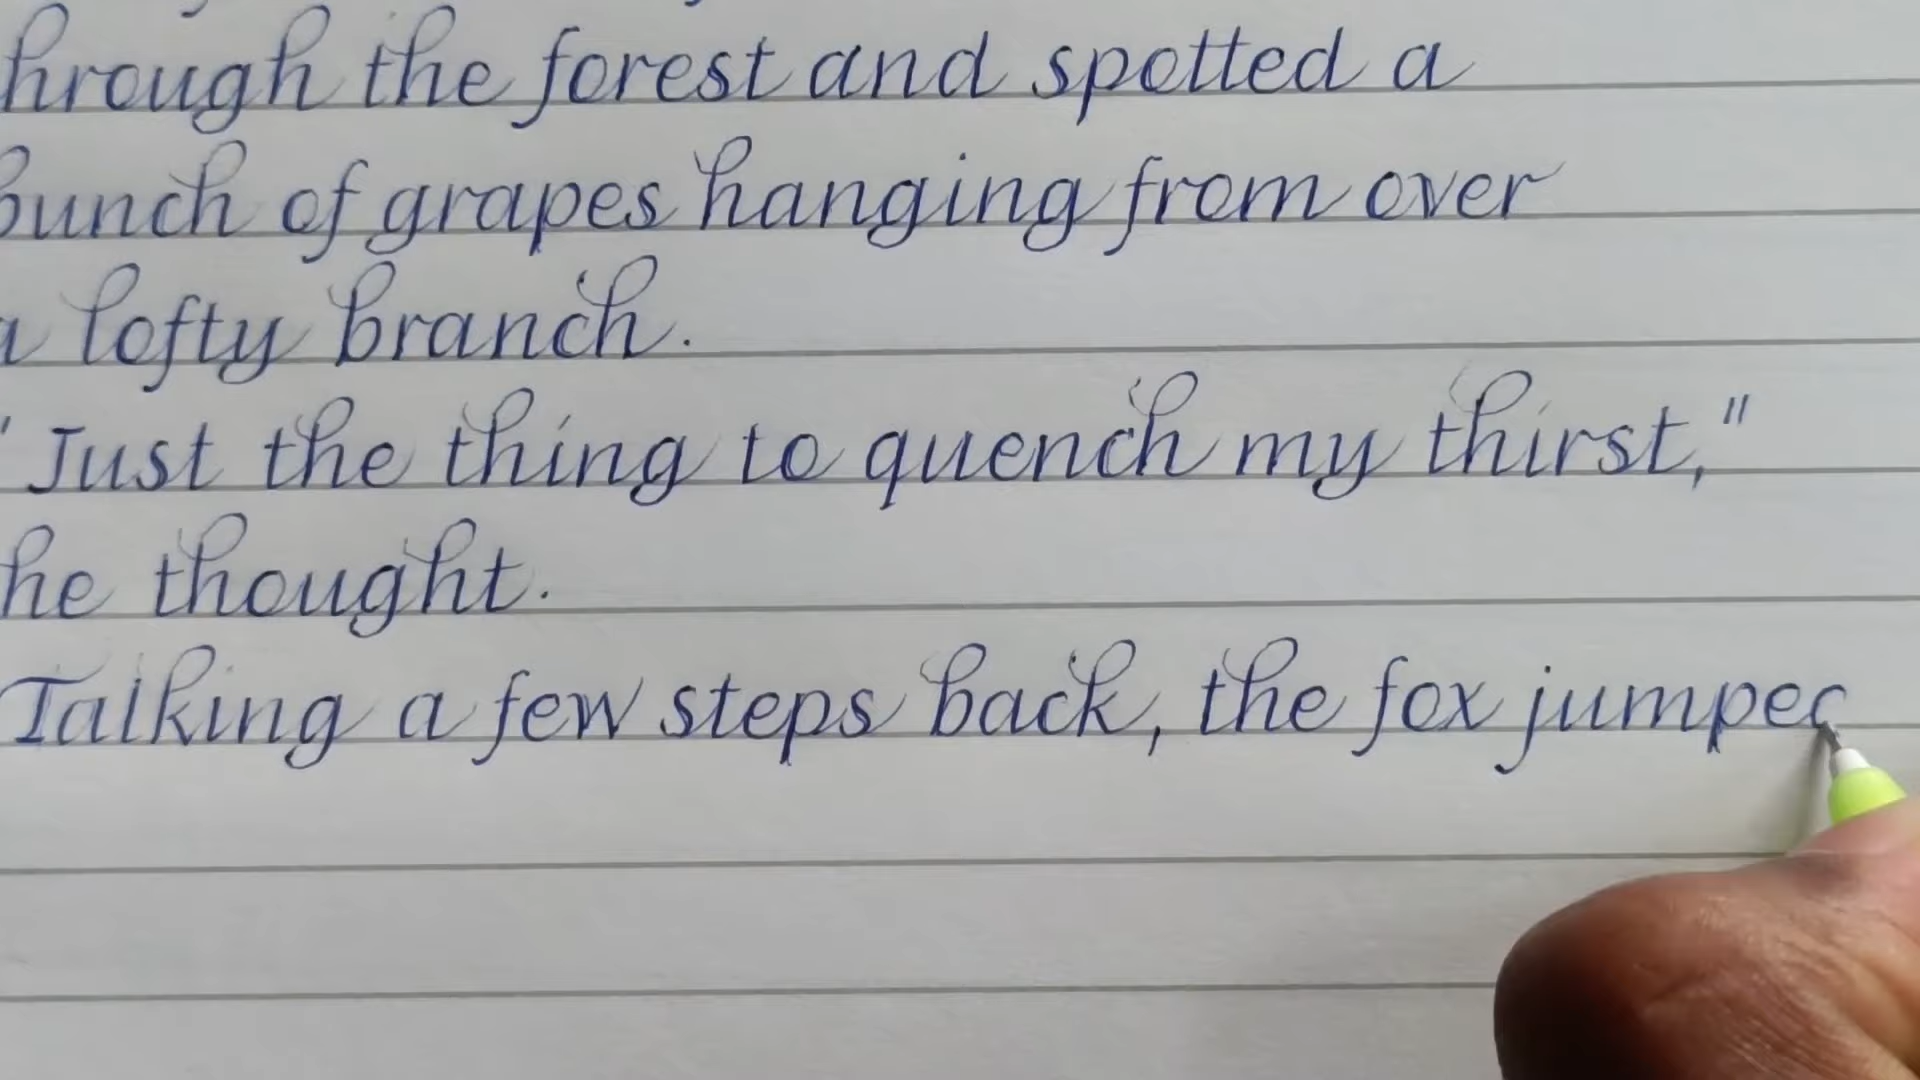 hrough the forest and spotted a
bunch of grapes hanging from over
a lofty branch.
"Just the thing to quench my thirst,"
he thought.
Talking a few steps back, the fox jumpec